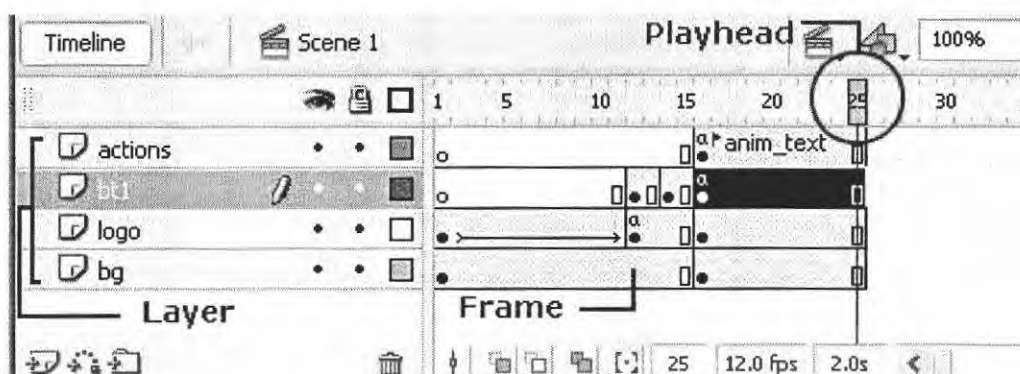 Timeline Scene 1 Playhead 100%
1 5 10 15 20 25 30
actions a anim_text
bt1 a
logo a
bg
Layer Frame
25 12.0 fps 2.0s